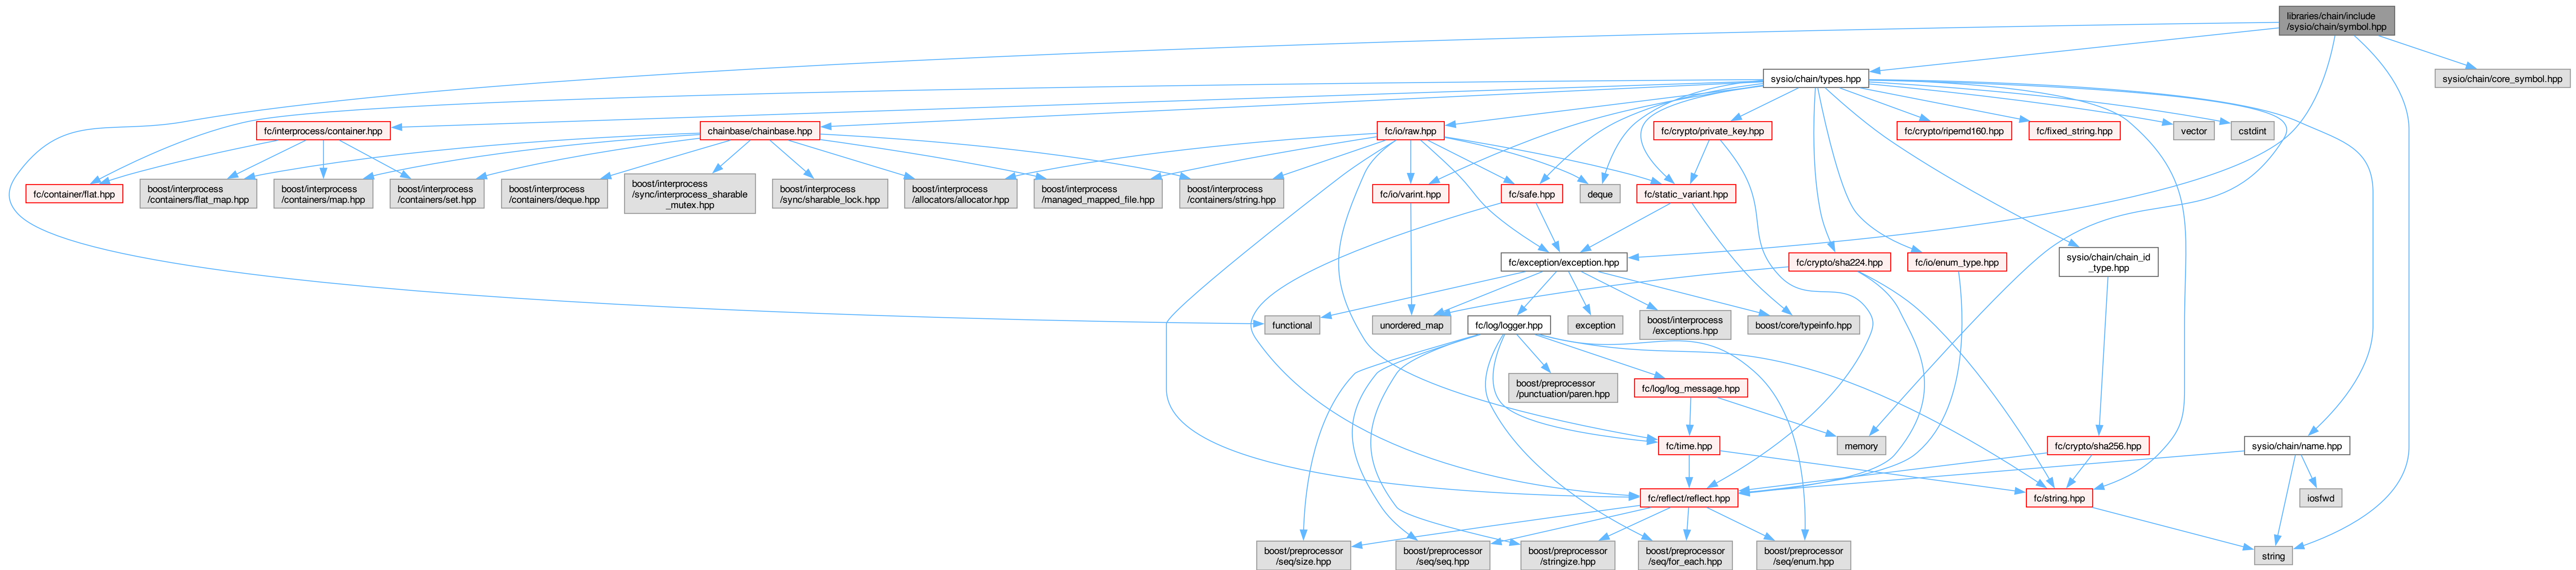 libraries/chain/include
/sysio/chain/symbol.hpp
sysio/chain/types.hpp
sysio/chain/core_symbol.hpp
fc/interprocess/container.hpp
chainbase/chainbase.hpp
fc/io/raw.hpp
fc/crypto/private_key.hpp
fc/crypto/ripemd160.hpp
fc/fixed_string.hpp
vector
cstdint
fc/container/flat.hpp
boost/interprocess
/containers/flat_map.hpp
boost/interprocess
/containers/map.hpp
boost/interprocess
/containers/set.hpp
boost/interprocess
/containers/deque.hpp
boost/interprocess
/sync/interprocess_sharable
_mutex.hpp
boost/interprocess
/sync/sharable_lock.hpp
boost/interprocess
/allocators/allocator.hpp
boost/interprocess
/managed_mapped_file.hpp
boost/interprocess
/containers/string.hpp
fc/io/varint.hpp
fc/safe.hpp
deque
fc/static_variant.hpp
fc/exception/exception.hpp
fc/crypto/sha224.hpp
fc/io/enum_type.hpp
sysio/chain/chain_id
_type.hpp
functional
unordered_map
fc/log/logger.hpp
exception
boost/interprocess
/exceptions.hpp
boost/core/typeinfo.hpp
boost/preprocessor
/punctuation/paren.hpp
fc/log/log_message.hpp
fc/time.hpp
memory
fc/crypto/sha256.hpp
sysio/chain/name.hpp
fc/reflect/reflect.hpp
fc/string.hpp
iosfwd
boost/preprocessor
/seq/size.hpp
boost/preprocessor
/seq/seq.hpp
boost/preprocessor
/stringize.hpp
boost/preprocessor
/seq/for_each.hpp
boost/preprocessor
/seq/enum.hpp
string